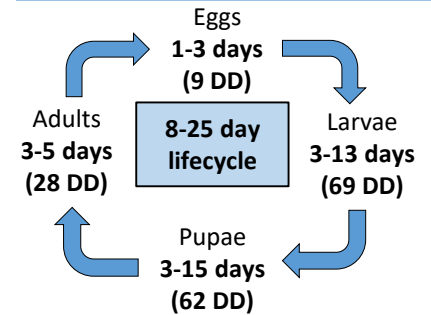 Eggs
1-3 days
(9 DD)
Larvae
3-13 days
(69 DD)
Pupae
3-15 days
(62 DD)
Adults
3-5 days
(28 DD)
8-25 day
lifecycle